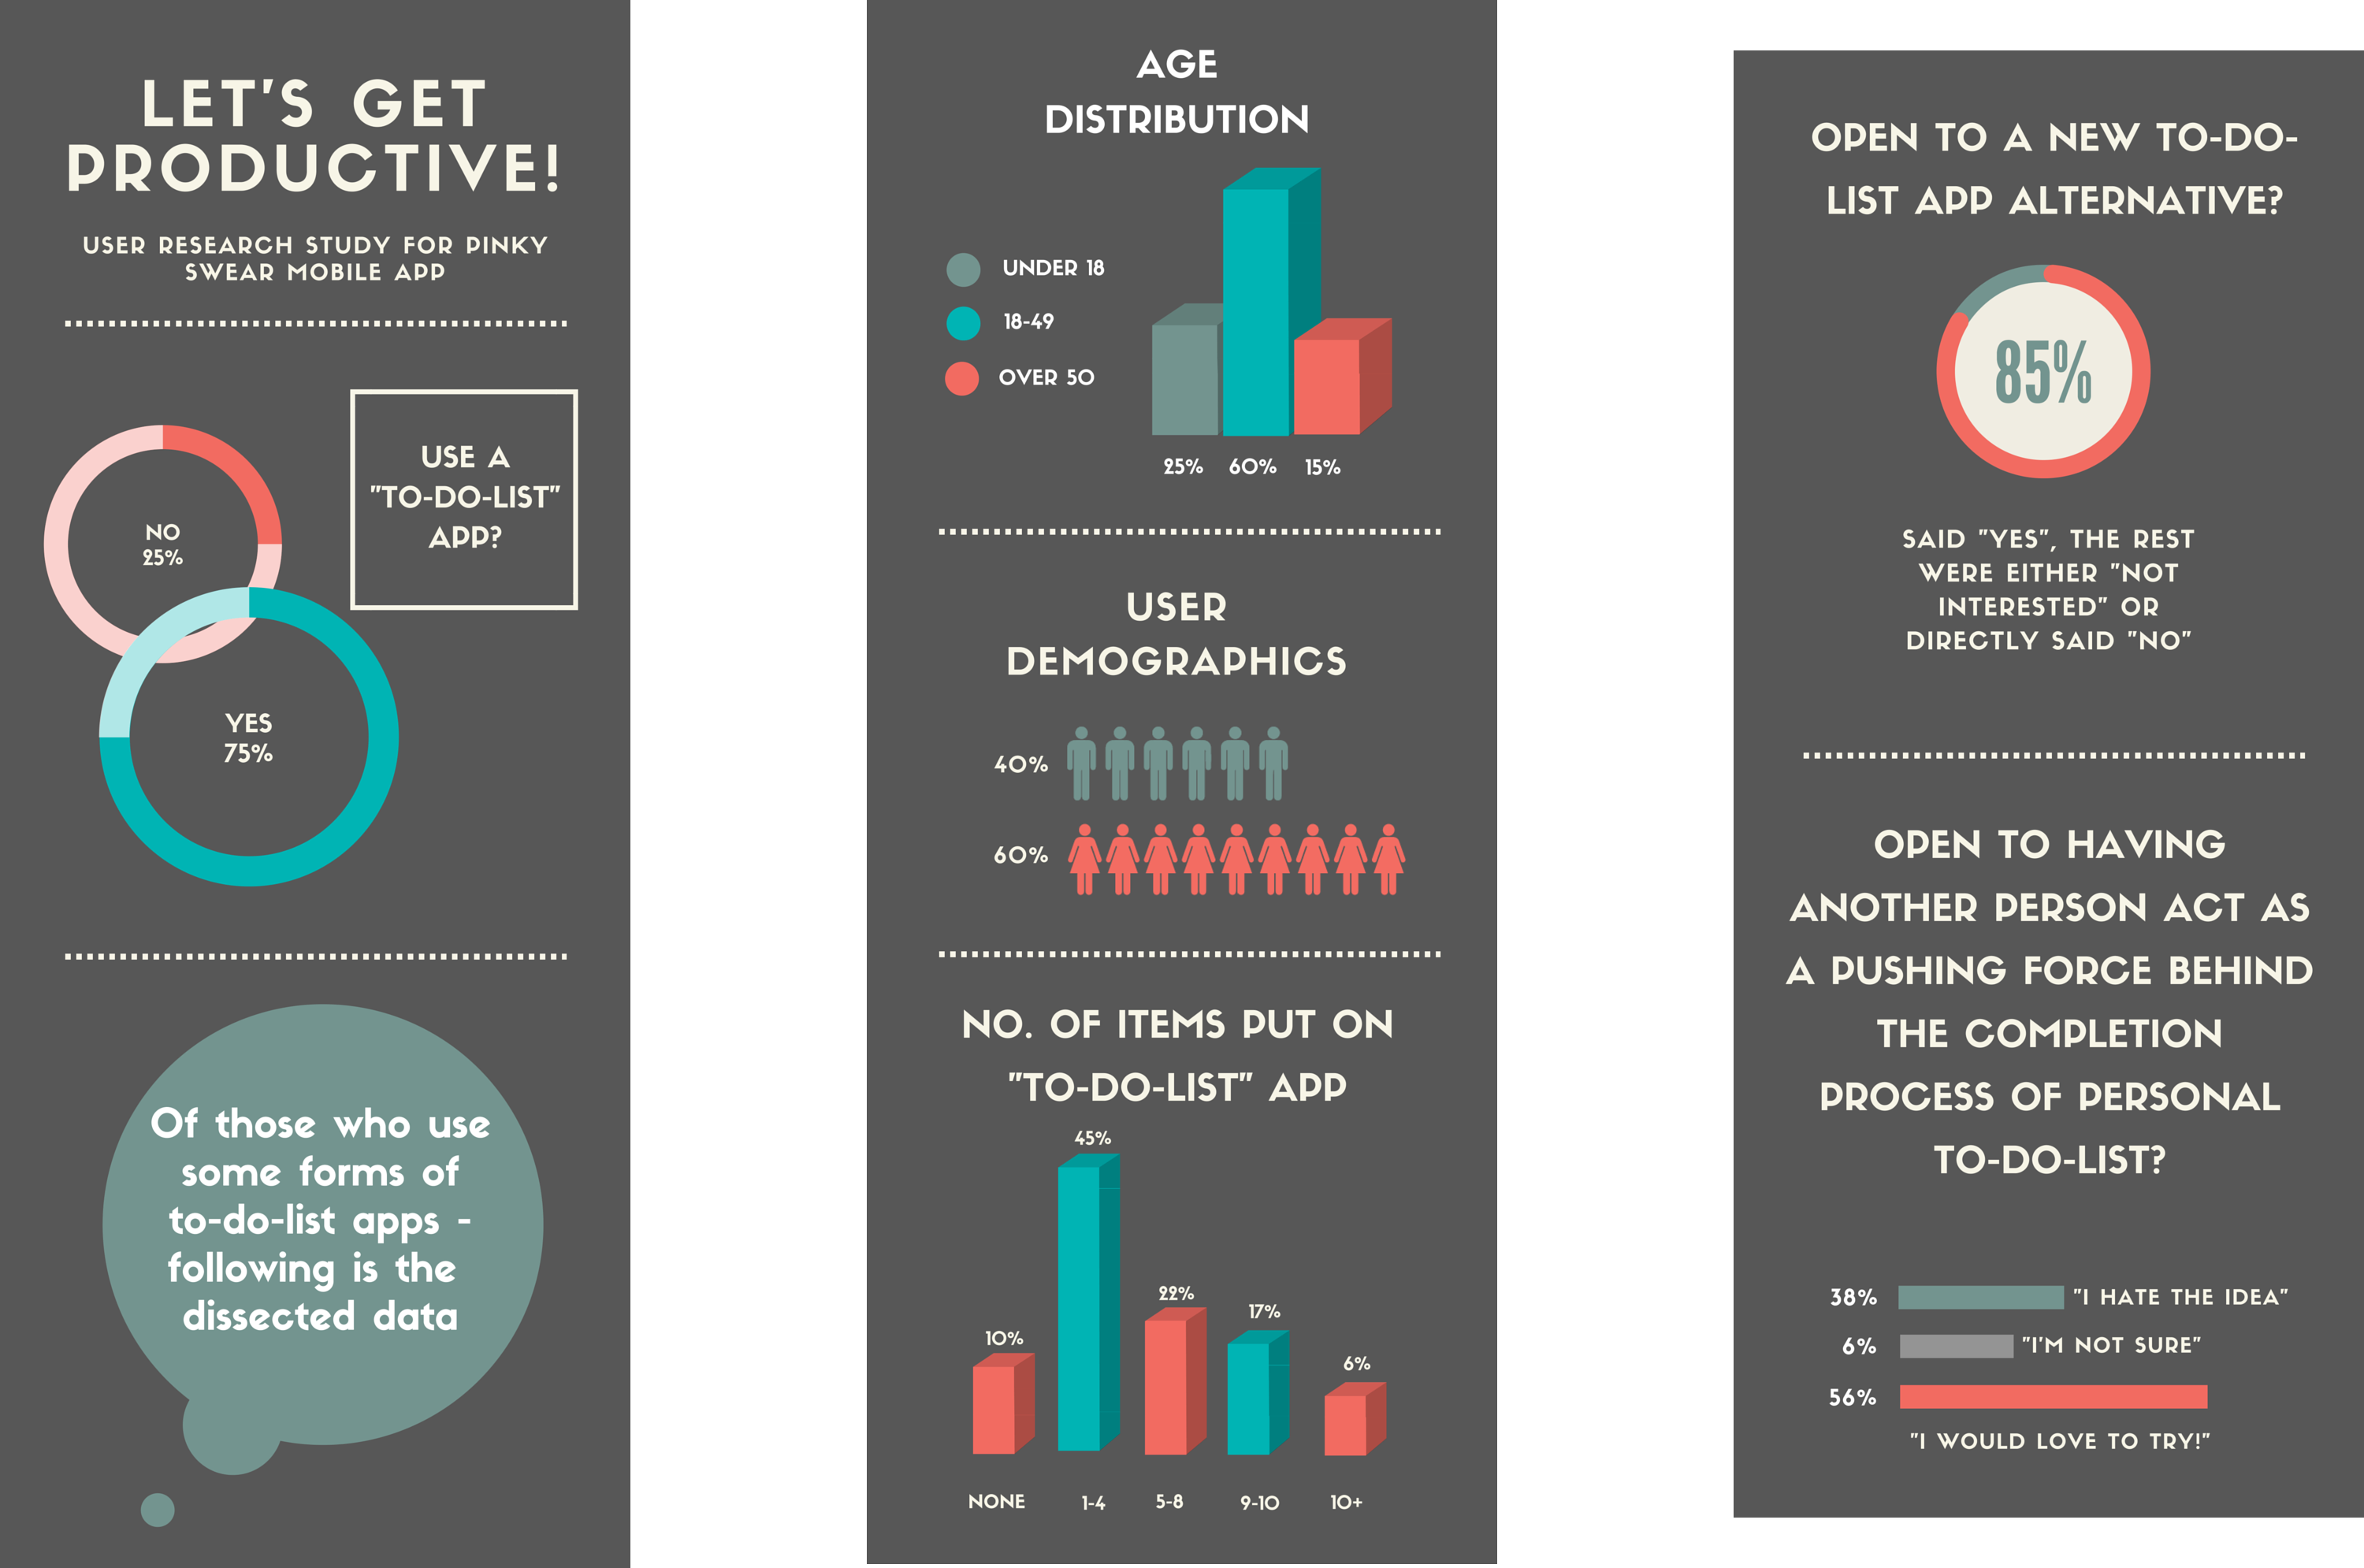 LET'S GET
PRODUCTIVE!
USER RESEARCH STUDY FOR PINKY
SWEAR MOBILE APP
USE A
"TO-DO-LIST"
APP?
NO
25%
YES
75%
Of those who use
some forms of
to-do-list apps -
following is the
dissected data
AGE
DISTRIBUTION
UNDER 18
18-49
OVER 50
25% 60% 15%
USER
DEMOGRAPHICS
40%
60%
NO. OF ITEMS PUT ON
"TO-DO-LIST" APP
45%
22%
17%
10%
6%
NONE 1-4 5-8 9-10 10+
OPEN TO A NEW TO-DO-
LIST APP ALTERNATIVE?
85%
SAID "YES", THE REST
WERE EITHER "NOT
INTERESTED" OR
DIRECTLY SAID "NO"
OPEN TO HAVING
ANOTHER PERSON ACT AS
A PUSHING FORCE BEHIND
THE COMPLETION
PROCESS OF PERSONAL
TO-DO-LIST?
38% "I HATE THE IDEA"
6% "I'M NOT SURE"
56%
"I WOULD LOVE TO TRY!"